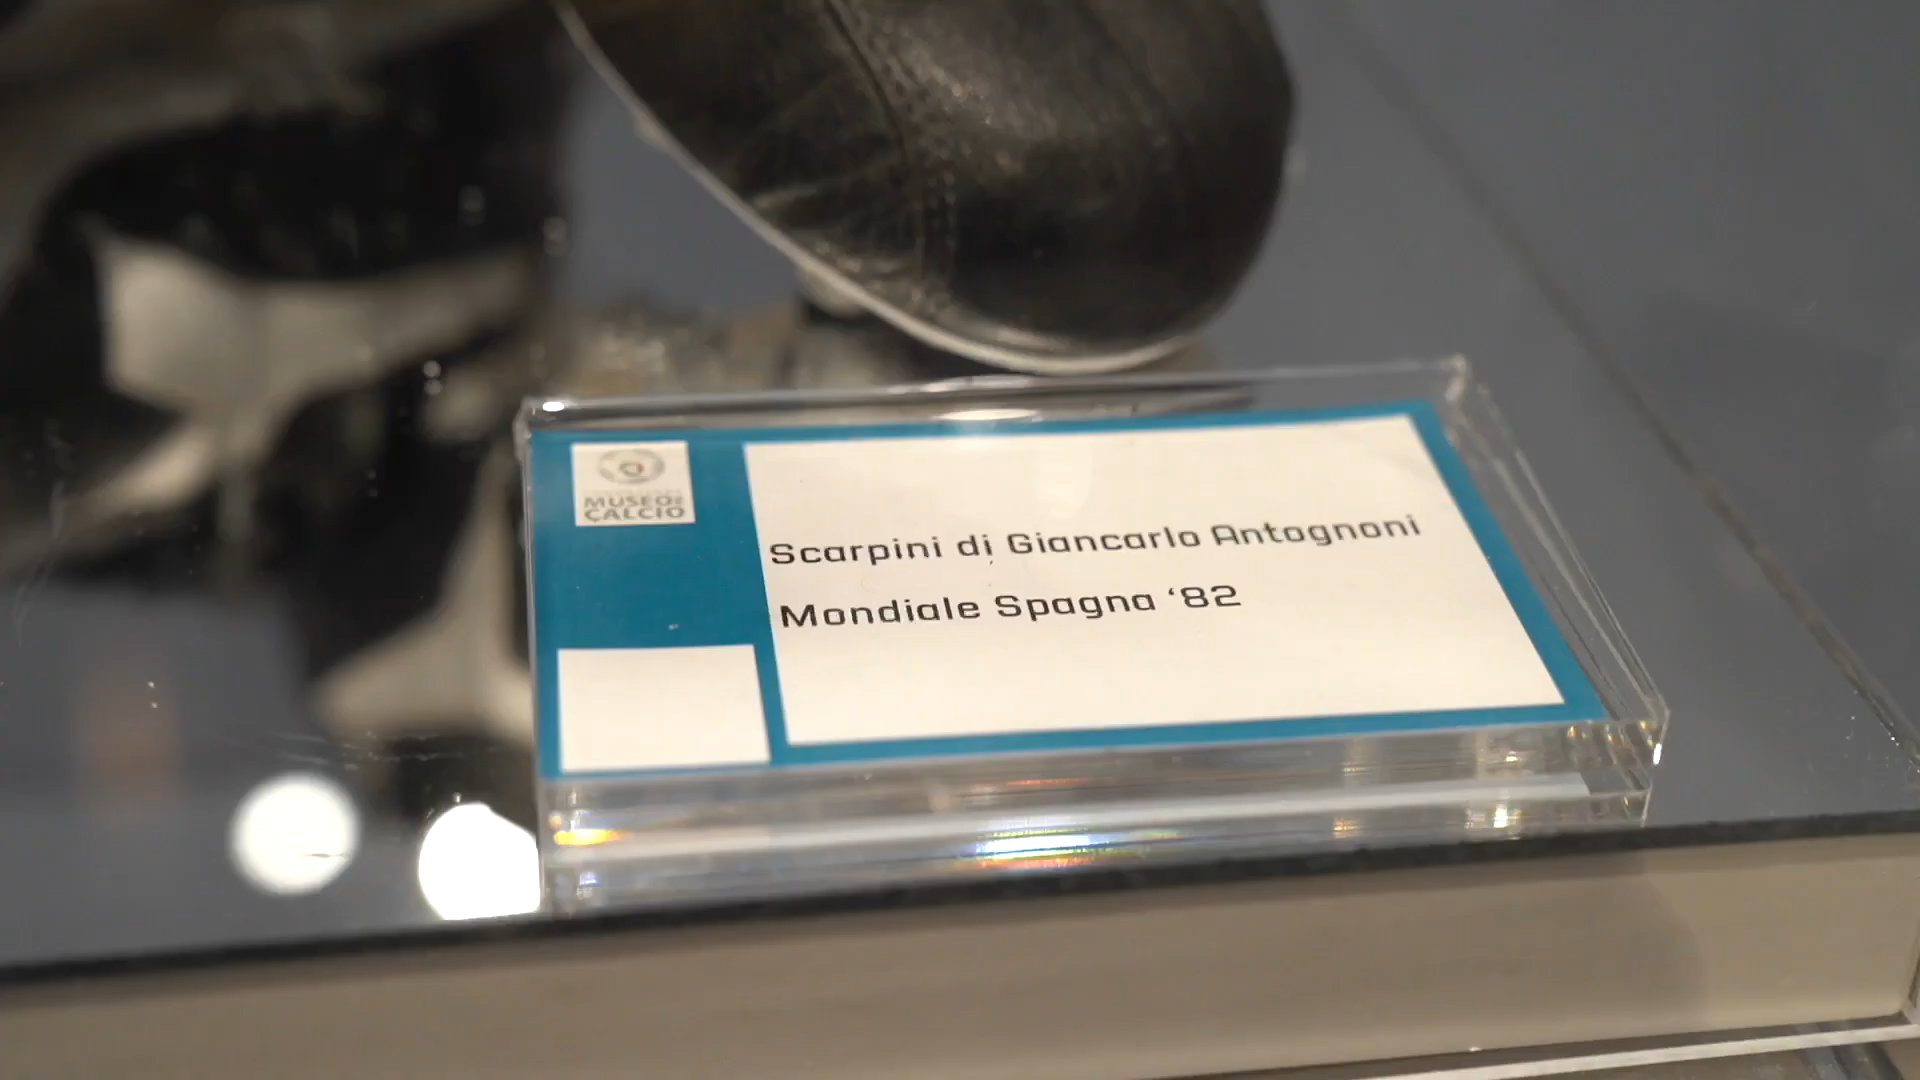 MUSEO DEL
CALCIO
Scarpini di Giancarlo Antognoni
Mondiale Spagna ‘82